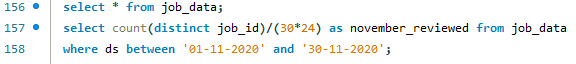 156 select * from job_data;
157 select count(distinct job_id)/(30*24) as november_reviewed from job_data
158 where ds between '01-11-2020' and '30-11-2020';